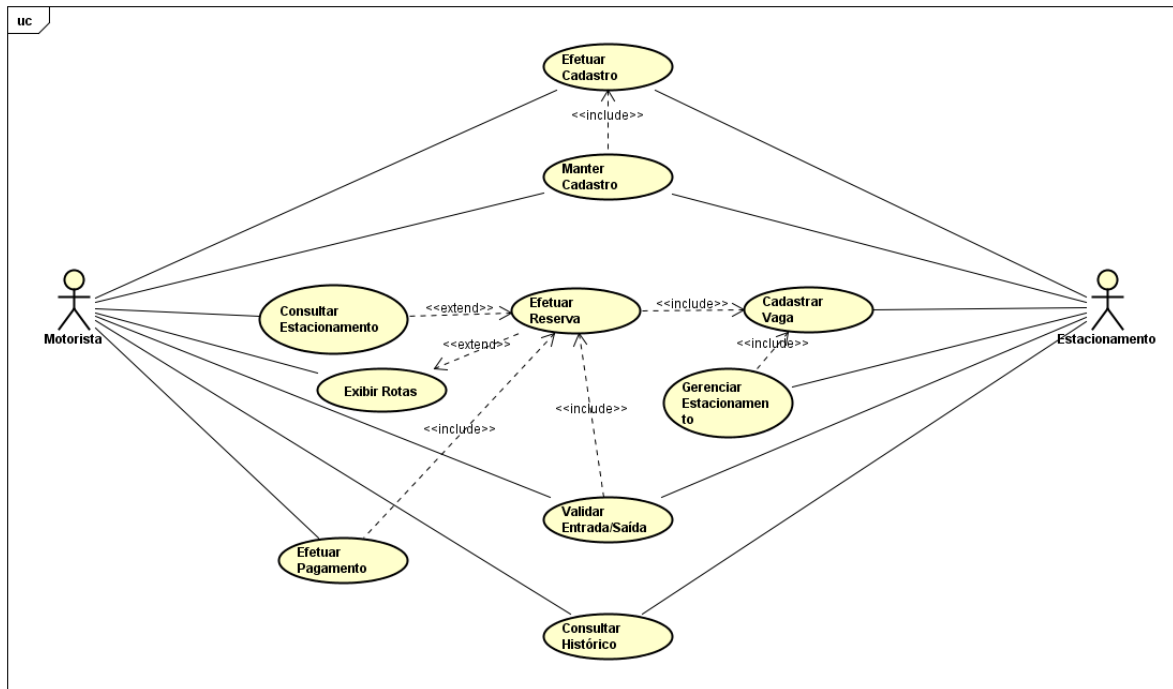 uc
Efetuar
Cadastro
<<include>>
Manter
Cadastro
Motorista
Consultar
Estacionamento
<<extend>>
Efetuar
Reserva
<<include>>
Cadastrar
Vaga
Estacionamento
<<extend>>
<<include>>
Exibir Rotas
Gerenciar
Estacionamen
to
<<include>>
<<include>>
Validar
Entrada/Saída
Efetuar
Pagamento
Consultar
Histórico